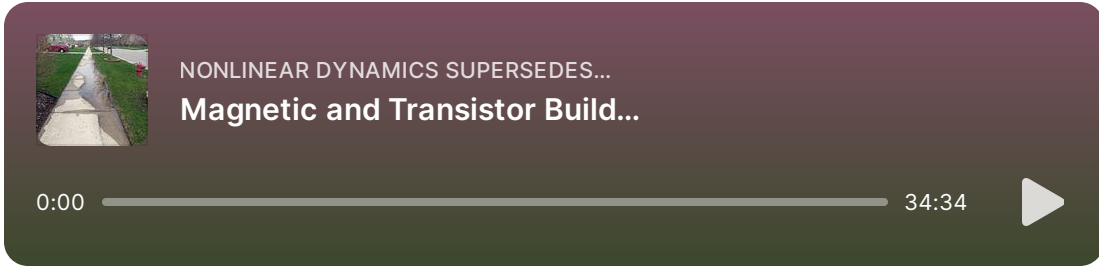 NONLINEAR DYNAMICS SUPERSEDES...
Magnetic and Transistor Build...
0:00
34:34